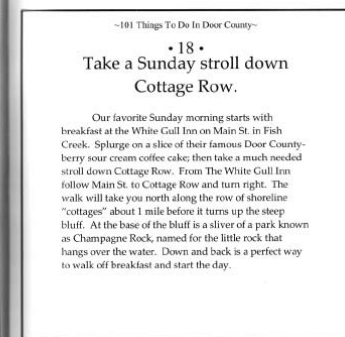 ~101 Things To Do In Door County~
• 18 •
Take a Sunday stroll down
Cottage Row.
Our favorite Sunday morning starts with
breakfast at the White Gull Inn on Main St. in Fish
Creek. Splurge on a slice of their famous Door County-
berry sour cream coffee cake; then take a much needed
stroll down Cottage Row. From The White Gull Inn
follow Main St. to Cottage Row and turn right. The
walk will take you north along the row of shoreline
"cottages" about 1 mile before it turns up the steep
bluff. At the base of the bluff is a sliver of a park known
as Champagne Rock, named for the little rock that
hangs over the water. Down and back is a perfect way
to walk off breakfast and start the day.